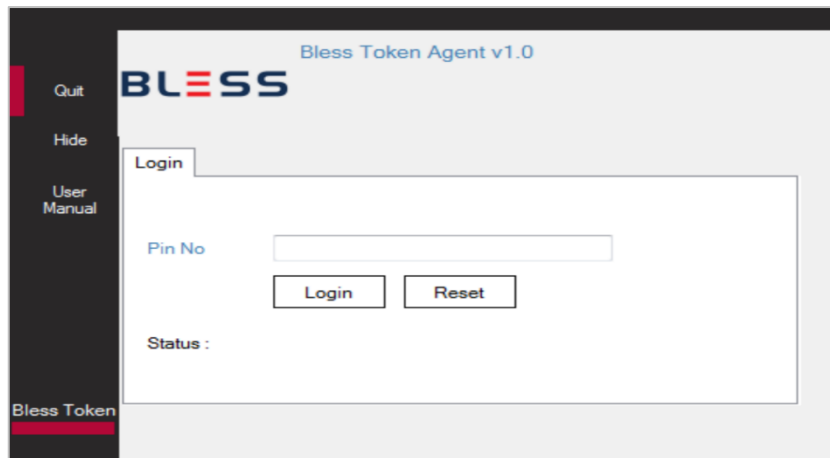 Bless Token Agent v1.0
BLESS
Quit
Hide
User
Manual
Login
Pin No
Login
Reset
Status :
Bless Token